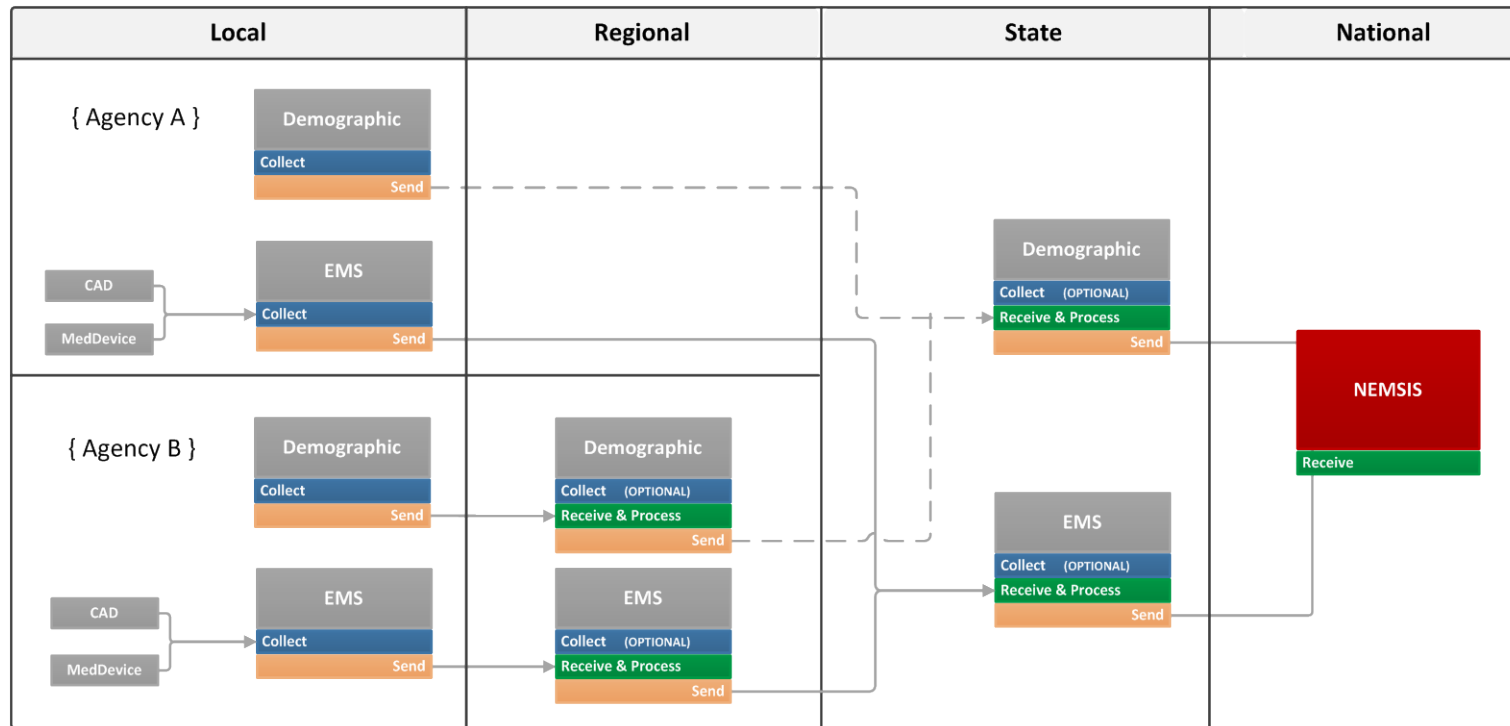 Local
Regional
State
National
{ Agency A }
Demographic
Collect
Send
EMS
Collect
Send
CAD
MedDevice
{ Agency B }
Demographic
Collect
Send
CAD
MedDevice
EMS
Collect
Send
Demographic
Collect (OPTIONAL)
Receive & Process
Send
EMS
Collect (OPTIONAL)
Receive & Process
Send
Demographic
Collect (OPTIONAL)
Receive & Process
Send
EMS
Collect (OPTIONAL)
Receive & Process
Send
NEMSIS
Receive